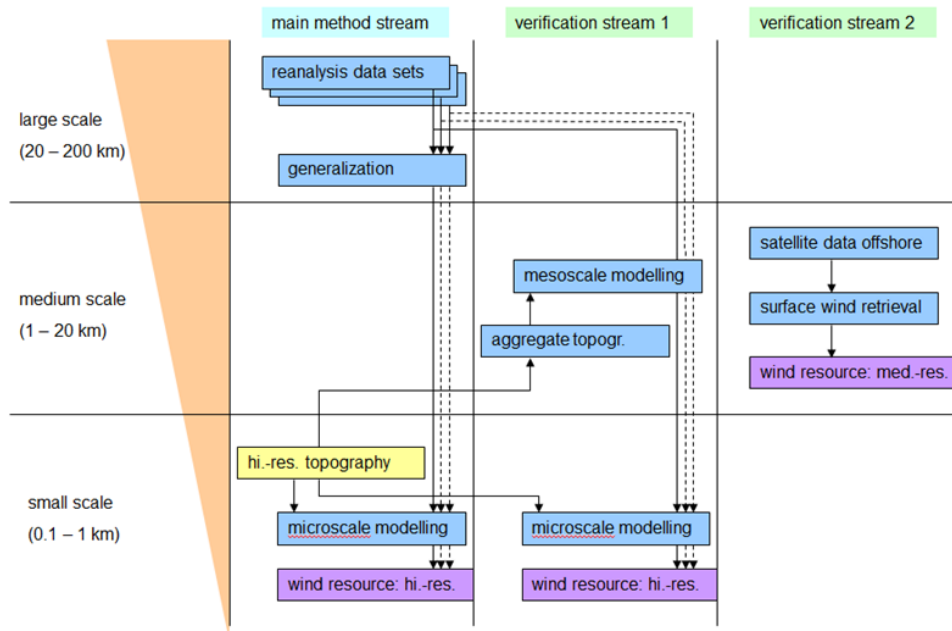 main method stream
verification stream 1
verification stream 2
reanalysis data sets
large scale
(20 – 200 km)
generalization
satellite data offshore
mesoscale modelling
medium scale
(1 – 20 km)
surface wind retrieval
aggregate topogr.
wind resource: med.-res.
hi.-res. topography
small scale
(0.1 – 1 km)
microscale modelling
microscale modelling
wind resource: hi.-res.
wind resource: hi.-res.